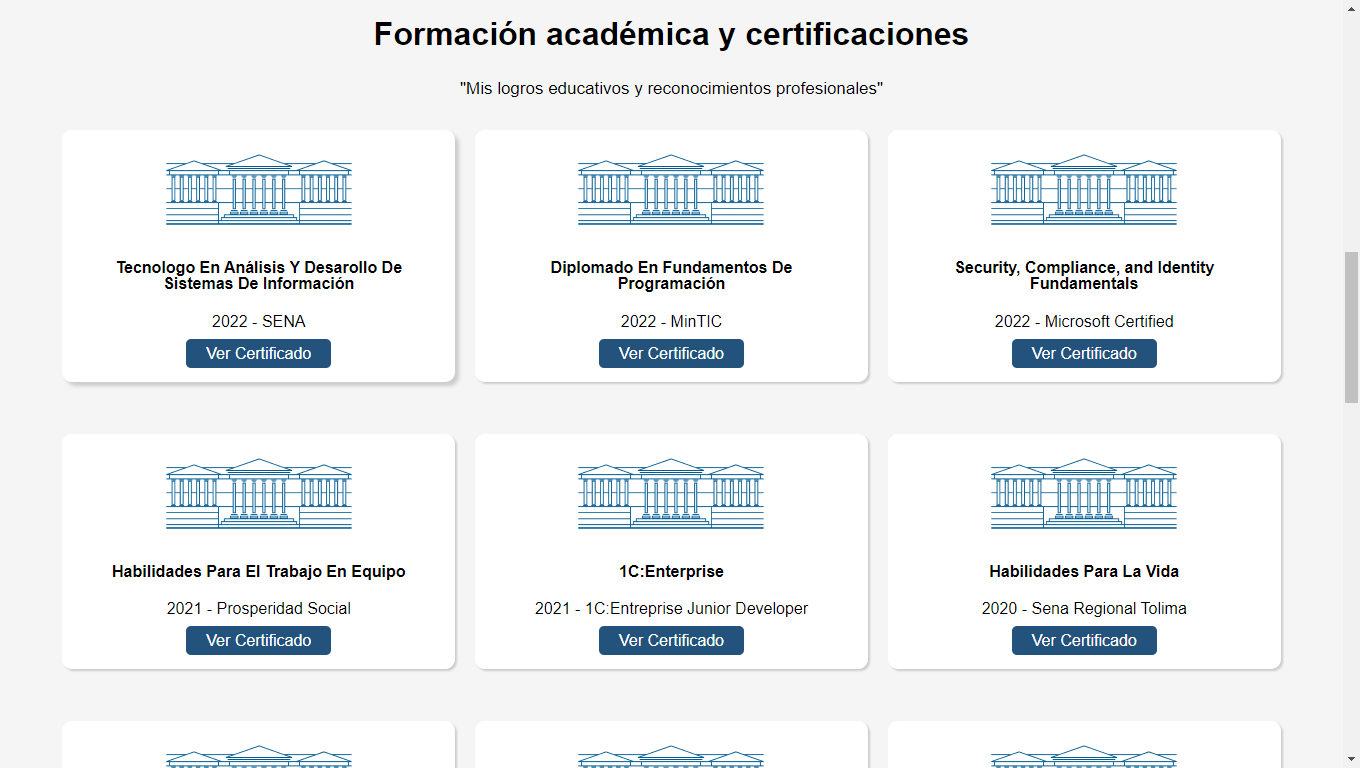 Formación académica y certificaciones
"Mis logros educativos y reconocimientos profesionales"
Tecnologo En Análisis Y Desarollo De
Sistemas De Información
2022 - SENA
Ver Certificado
Diplomado En Fundamentos De
Programación
2022 - MinTIC
Ver Certificado
Security, Compliance, and Identity
Fundamentals
2022 - Microsoft Certified
Ver Certificado
Habilidades Para El Trabajo En Equipo
2021 - Prosperidad Social
Ver Certificado
1C:Enterprise
2021 - 1C:Entreprise Junior Developer
Ver Certificado
Habilidades Para La Vida
2020 - Sena Regional Tolima
Ver Certificado